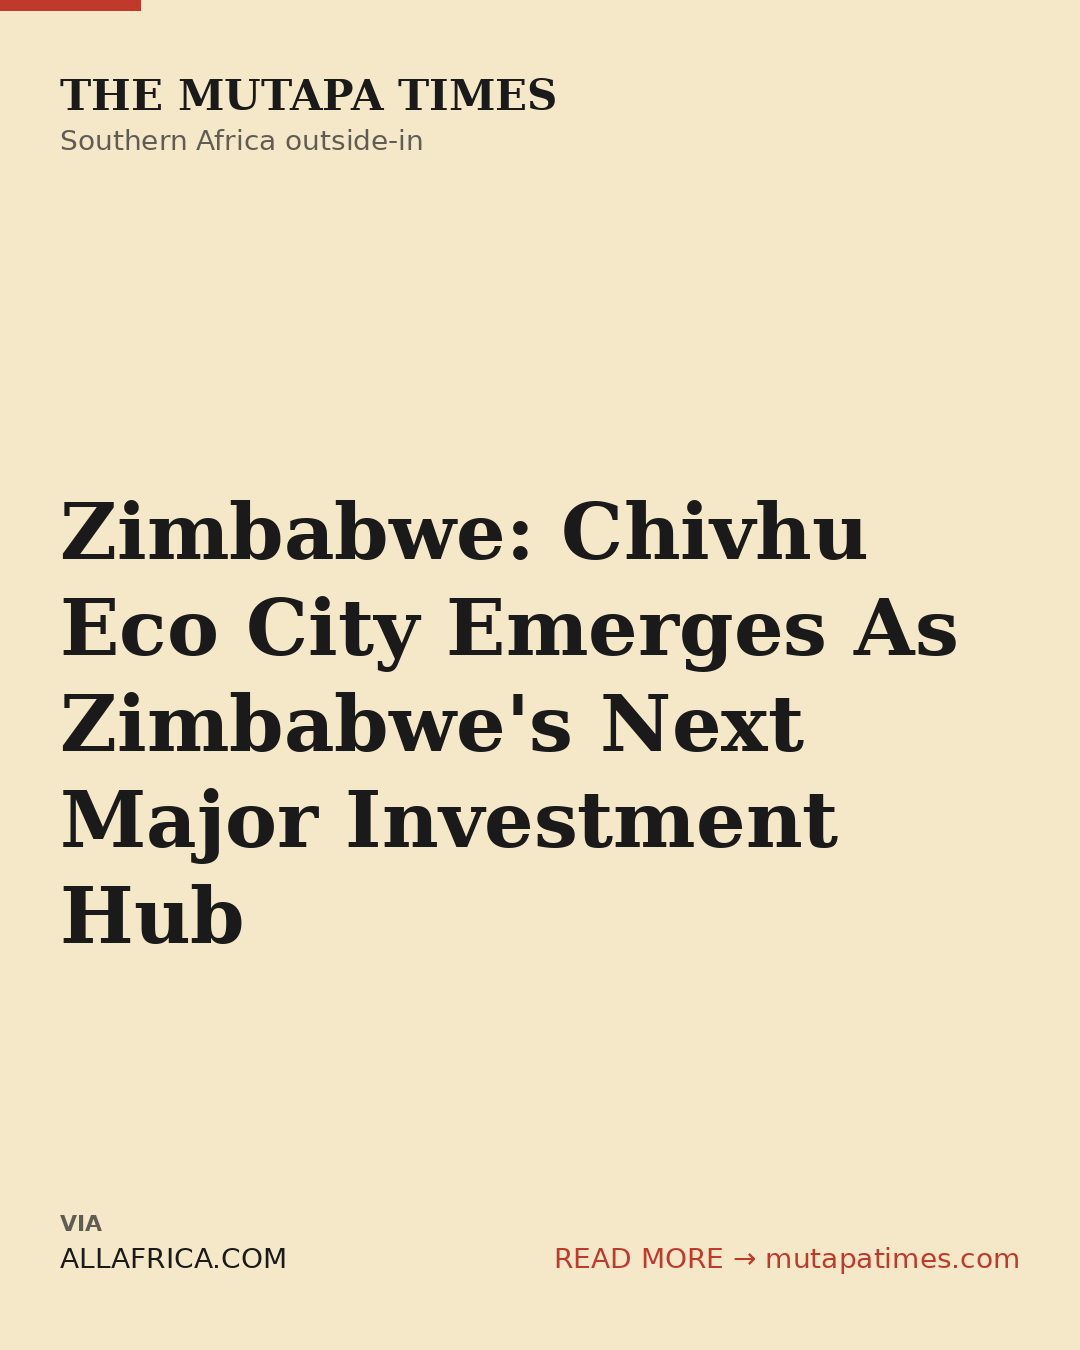 THE MUTAPA TIMES
Southern Africa outside-in
Zimbabwe: Chivhu
Eco City Emerges As
Zimbabwe's Next
Major Investment
Hub
VIA
ALLAFRICA.COM
READ MORE → mutapatimes.com